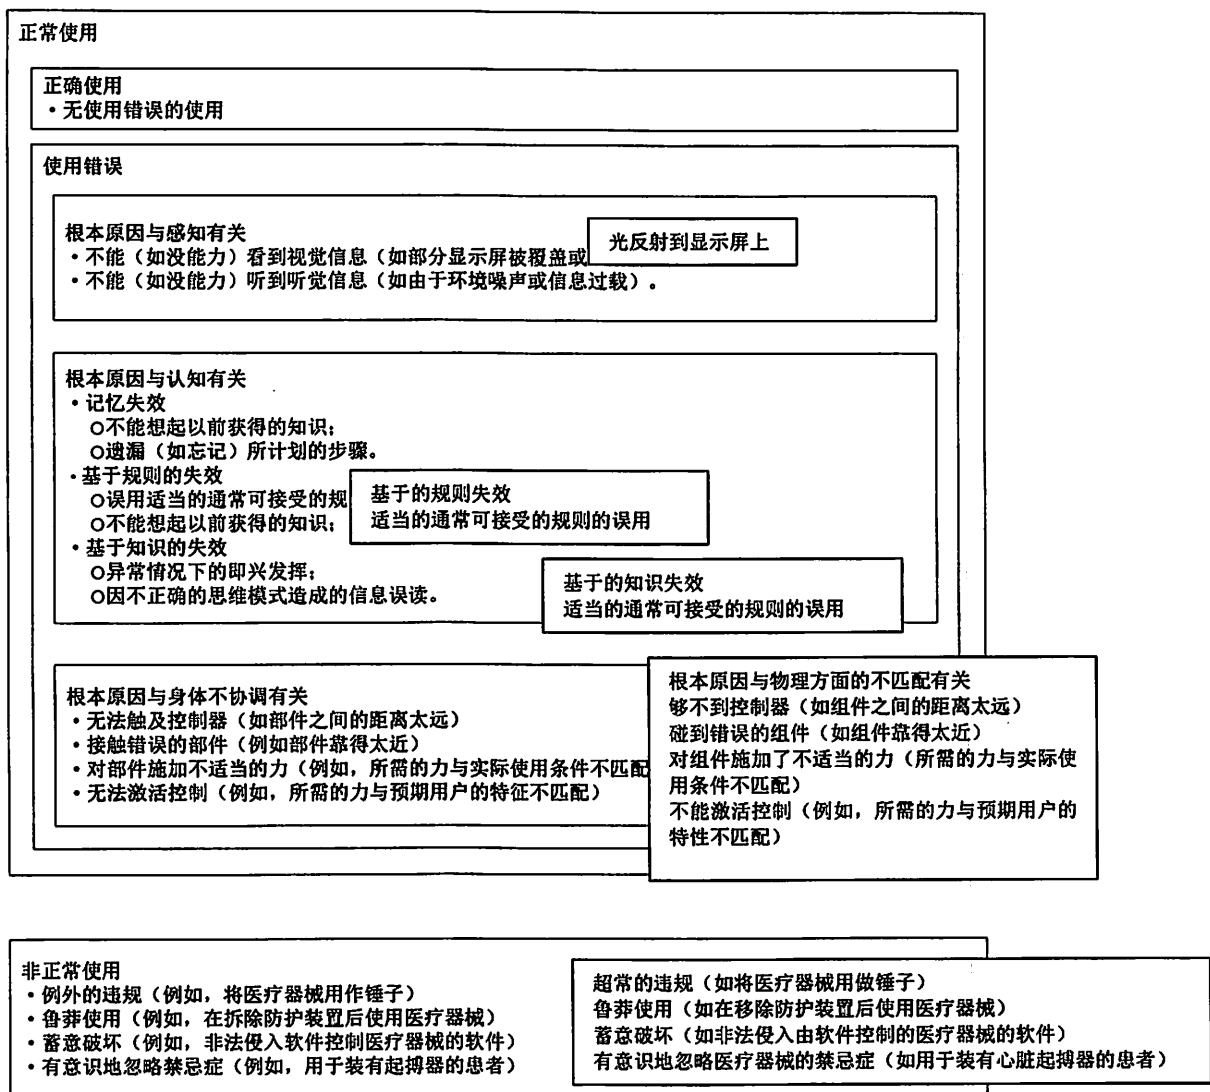 正常使用
正确使用
・无使用错误的使用
使用错误
根本原因与感知有关
・不能（如没能力）看到视觉信息（如部分显示屏被覆盖或
・不能（如没能力）听到听觉信息（如由于环境噪声或信息过载）。
光反射到显示屏上
根本原因与认知有关
・记忆失效
O不能想起以前获得的知识；
O遗漏（如忘记）所计划的步骤。
・基于规则的失效
O误用适当的通常可接受的规
O不能想起以前获得的知识；
・基于知识的失效
O异常情况下的即兴发挥；
O因不正确的思维模式造成的信息误读。
基于的规则失效
适当的通常可接受的规则的误用
基于的知识失效
适当的通常可接受的规则的误用
根本原因与身体不协调有关
・无法触及控制器（如部件之间的距离太远）
・接触错误的部件（例如部件靠得太近）
・对部件施加不适当的力（例如，所需的力与实际使用条件不匹配
・无法激活控制（例如，所需的力与预期用户的特征不匹配）
根本原因与物理方面的不匹配有关
够不到控制器（如组件之间的距离太远）
碰到错误的组件（如组件靠得太近）
对组件施加了不适当的力（所需的力与实际使
用条件不匹配）
不能激活控制（例如，所需的力与预期用户的
特性不匹配）
非正常使用
・例外的违规（例如，将医疗器械用作锤子）
・鲁莽使用（例如，在拆除防护装置后使用医疗器械）
・蓄意破坏（例如，非法侵入软件控制医疗器械的软件）
・有意识地忽略禁忌症（例如，用于装有起搏器的患者）
超常的违规（如将医疗器械用做锤子）
鲁莽使用（如在移除防护装置后使用医疗器械）
蓄意破坏（如非法侵入由软件控制的医疗器械的软件）
有意识地忽略医疗器械的禁忌症（如用于装有心脏起搏器的患者）